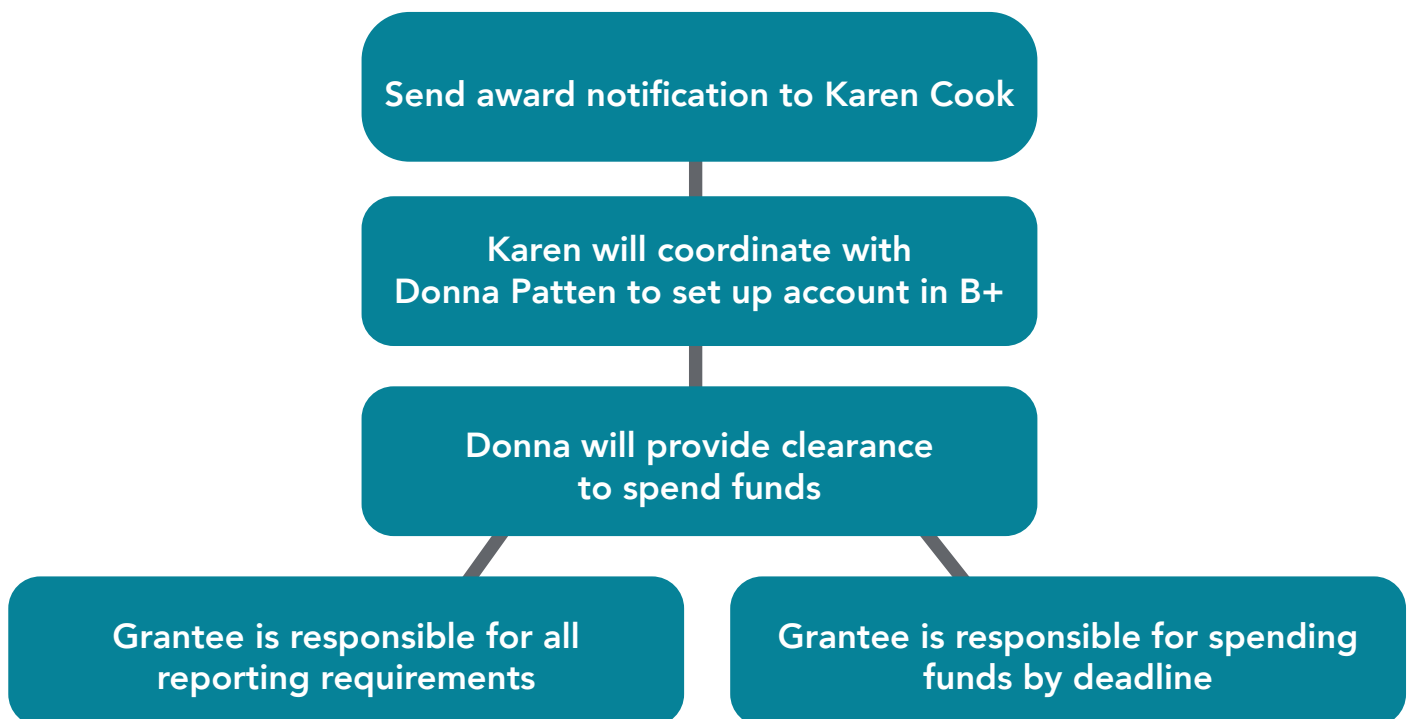 Send award notification to Karen Cook
Karen will coordinate with
Donna Patten to set up account in B+
Donna will provide clearance
to spend funds
Grantee is responsible for all
reporting requirements
Grantee is responsible for spending
funds by deadline